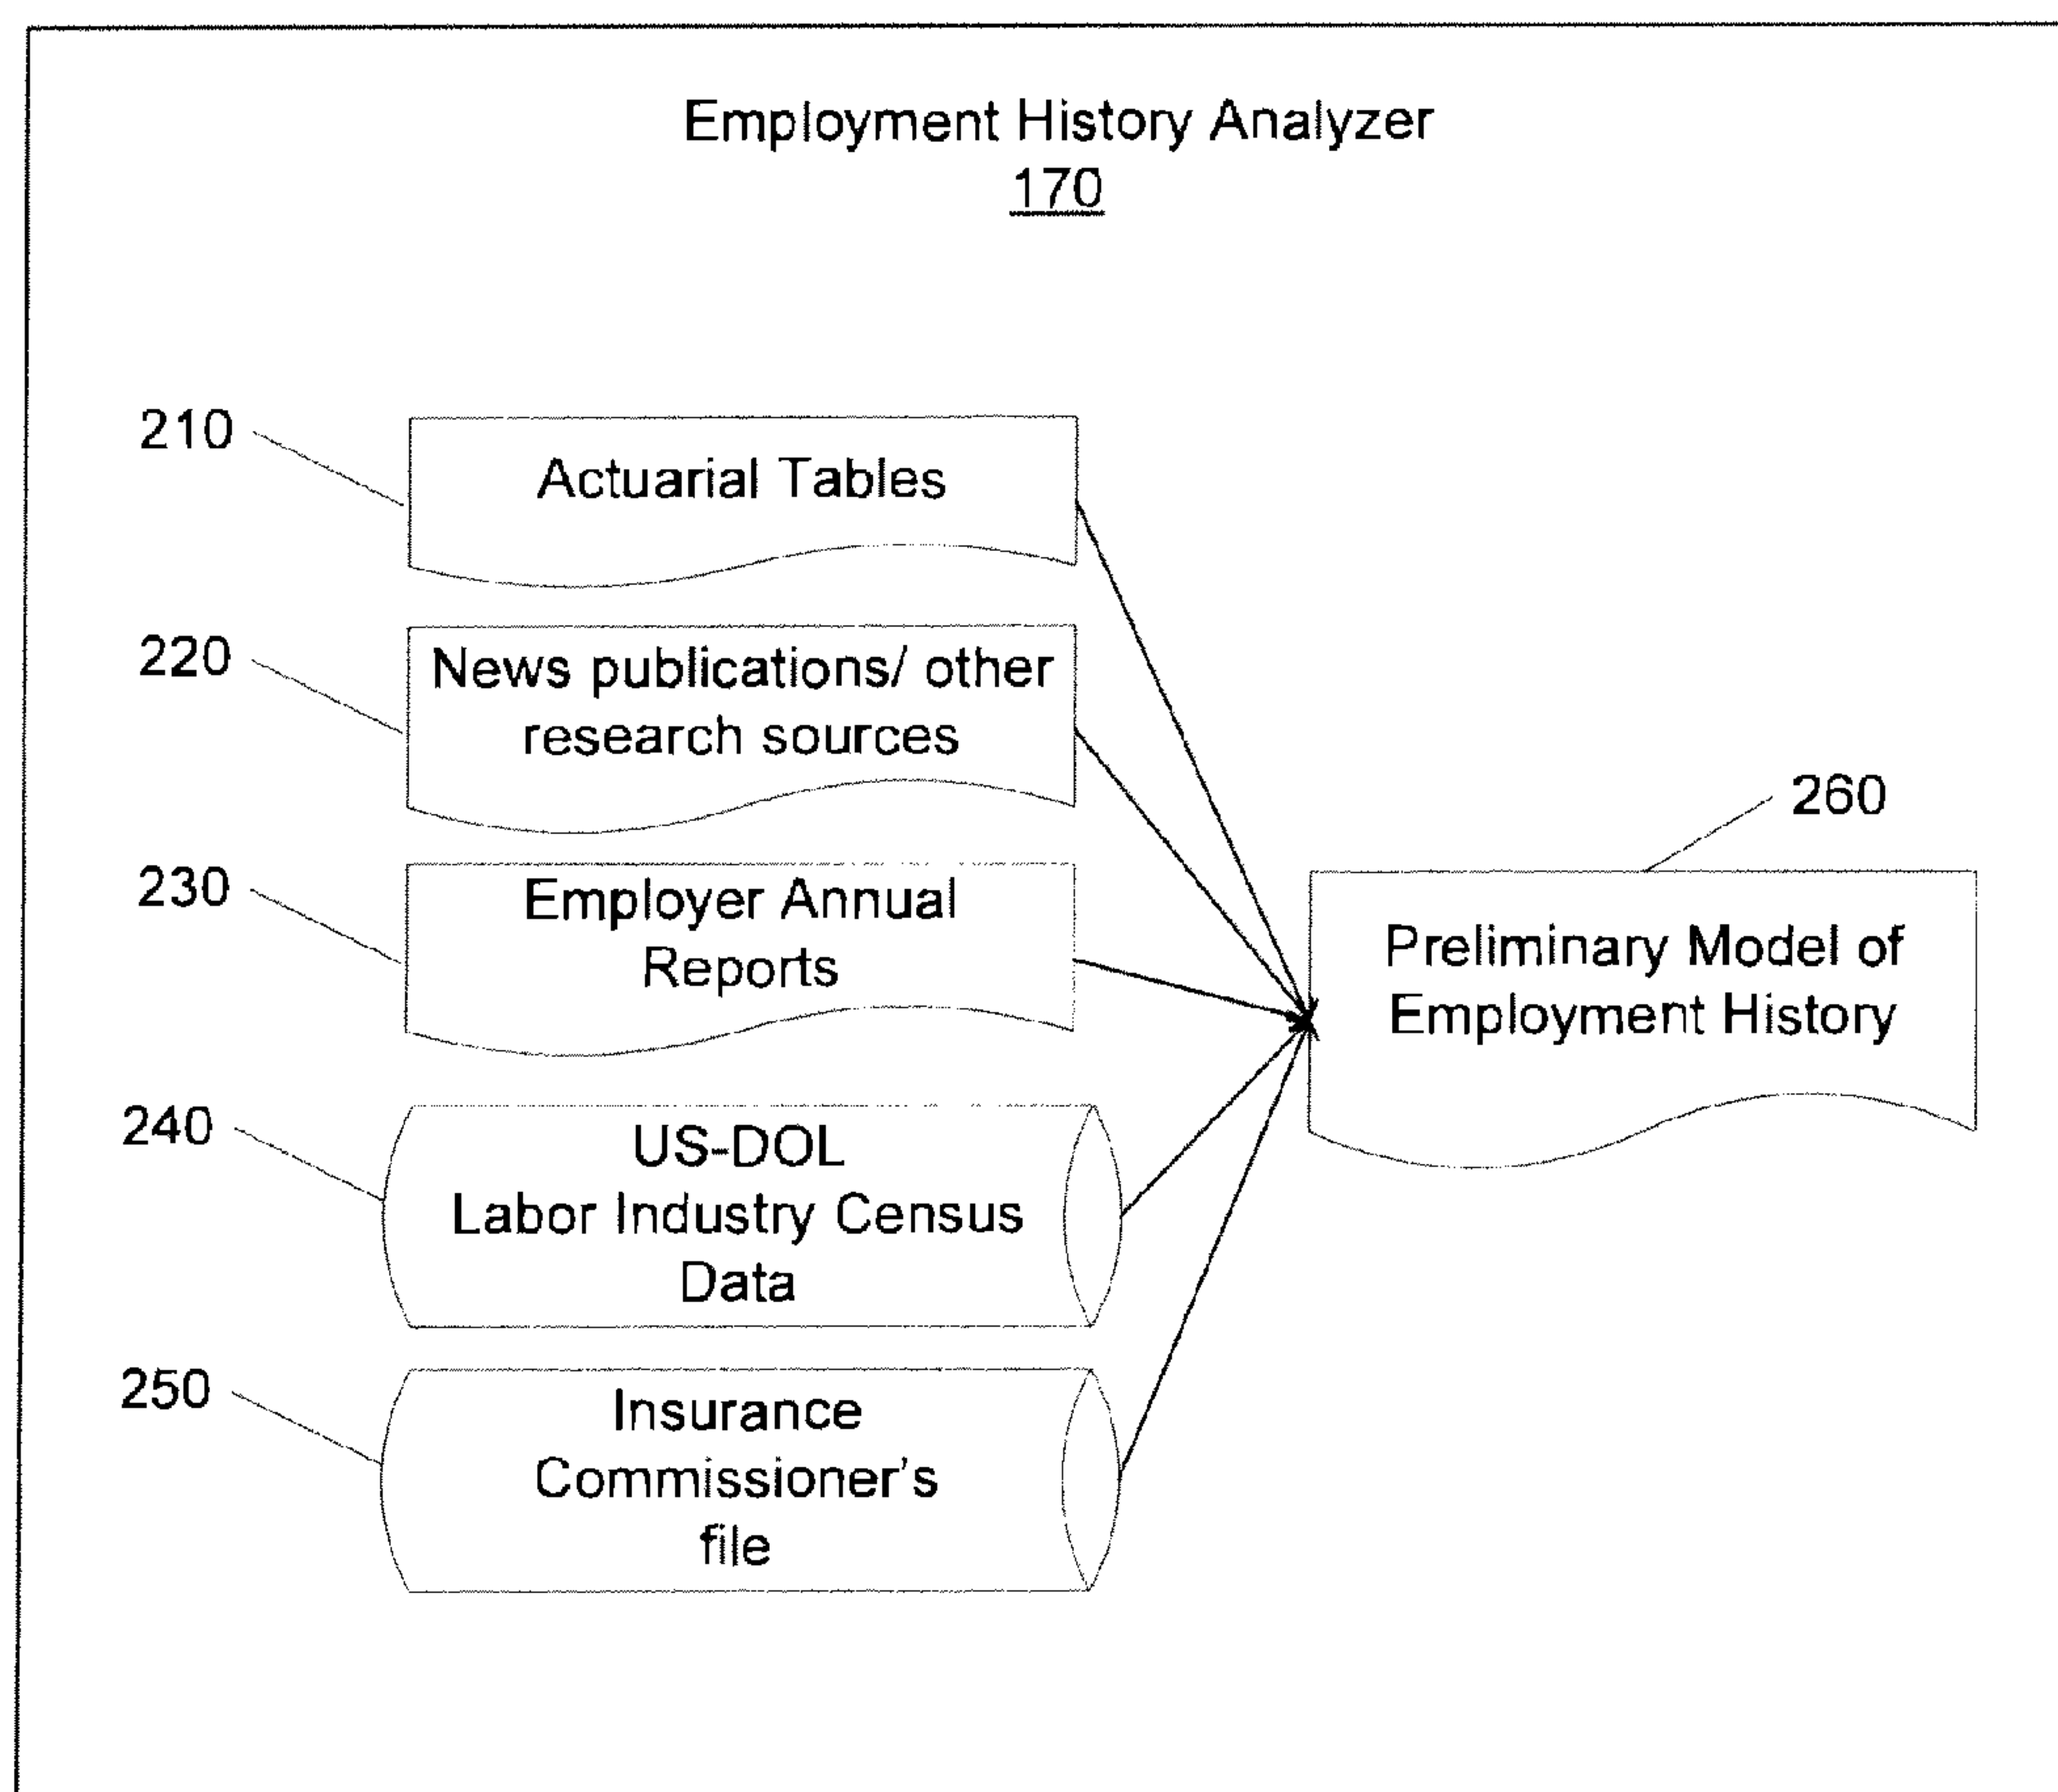 Employment History Analyzer
170
210
Actuarial Tables
220
News publications/ other
research sources
230
Employer Annual
Reports
240
US-DOL
Labor Industry Census
Data
250
Insurance
Commissioner's
file
260
Preliminary Model of
Employment History